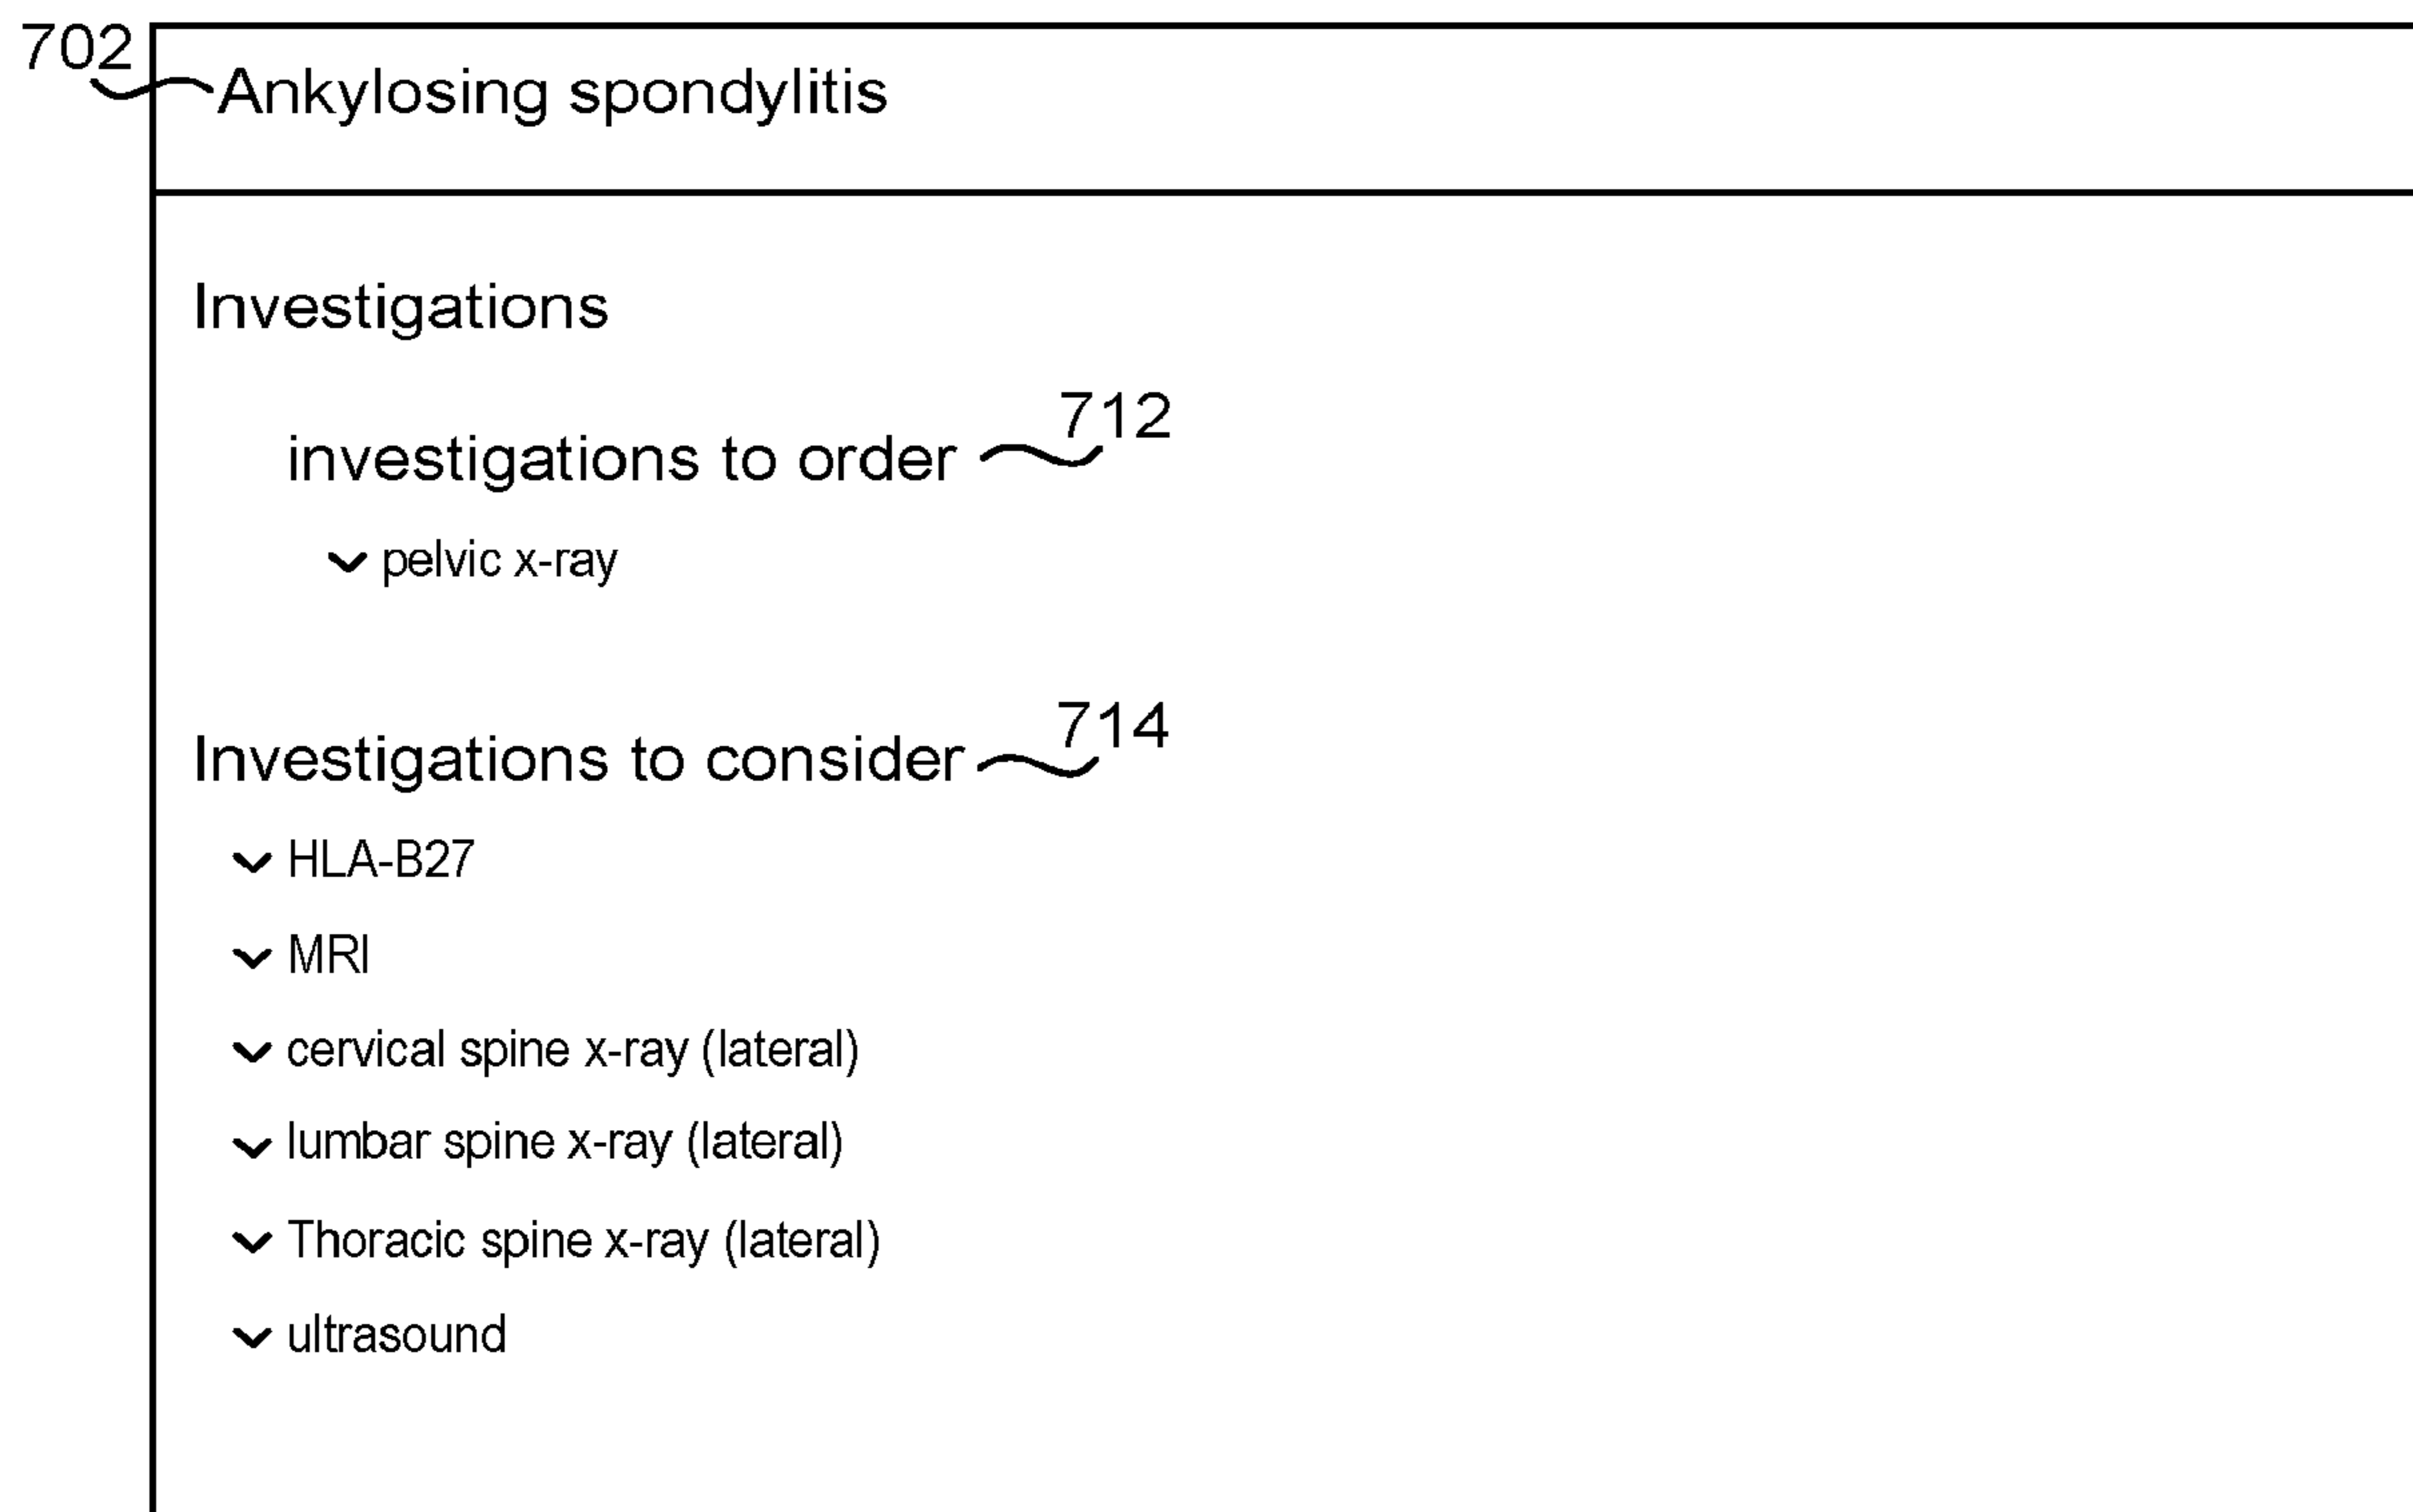 702
Ankylosing spondylitis
Investigations
712
investigations to order
pelvic x-ray
714
Investigations to consider
HLA-B27
MRI
cervical spine x-ray (lateral)
lumbar spine x-ray (lateral)
Thoracic spine x-ray (lateral)
ultrasound